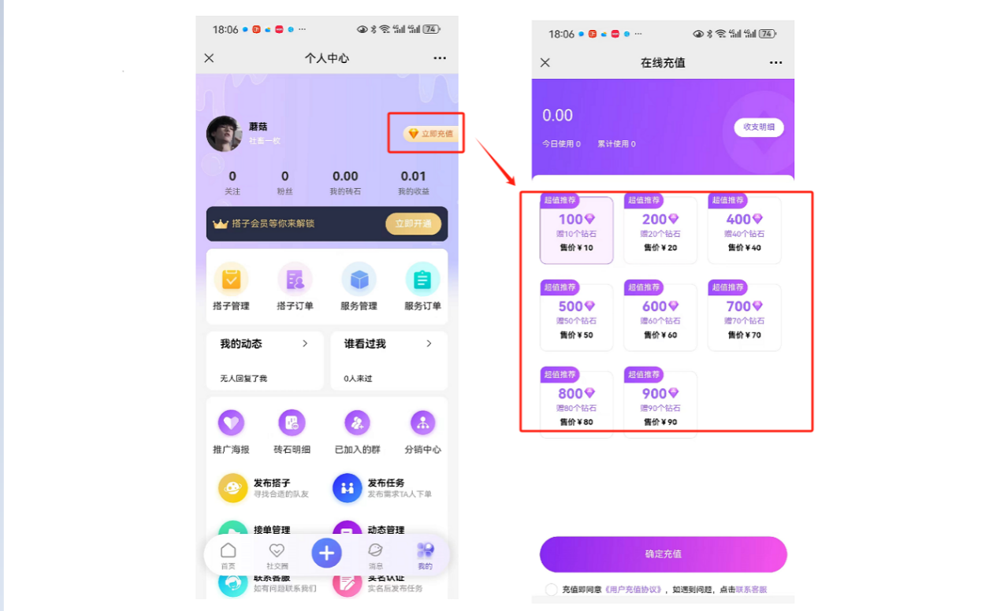 18:06
74
个人中心
蘑菇
社畜一枚
立即充值
0 0 0.00 0.01
关注 粉丝 我的砖石 我的收益
搭子会员等你来解锁 立即开通
搭子管理 搭子订单 服务管理 服务订单
我的动态 谁看过我
无人回复了我 0人来过
推广海报 砖石明细 已加入的群 分销中心
发布搭子 发布任务
寻找合适的队友 发布需求TA人下单
接单管理 动态管理
首页 社交圈 消息 我的
联系客服 实名认证
如有问题联系我们 实名后发布任务
18:06
74
在线充值
0.00
收支明细
今日使用 0 累计使用 0
超值推荐 超值推荐 超值推荐
100 200 400
赠10个钻石 赠20个钻石 赠40个钻石
售价￥10 售价￥20 售价￥40
超值推荐 超值推荐 超值推荐
500 600 700
赠50个钻石 赠60个钻石 赠70个钻石
售价￥50 售价￥60 售价￥70
超值推荐 超值推荐
800 900
赠80个钻石 赠90个钻石
售价￥80 售价￥90
确定充值
充值即同意《用户充值协议》，如遇到问题，点击联系客服